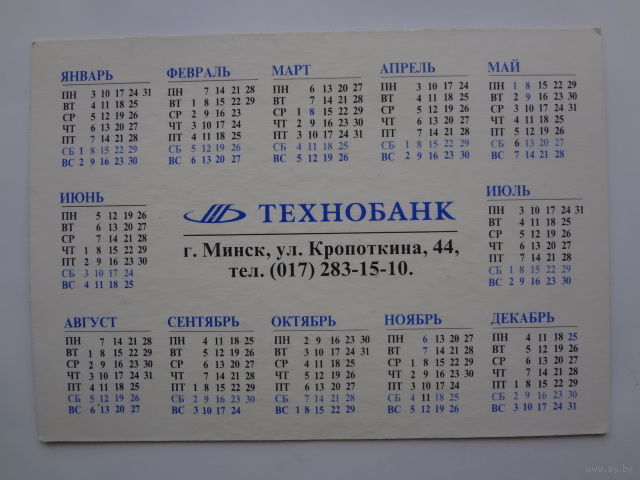 ЯНВАРЬ
ПН 3 10 17 24 31
ВТ 4 11 18 25
СР 5 12 19 26
ЧТ 6 13 20 27
ПТ 7 14 21 28
СБ 1 8 15 22 29
ВС 2 9 16 23 30
ФЕВРАЛЬ
ПН 7 14 21 28
ВТ 1 8 15 22 29
СР 2 9 16 23
ЧТ 3 10 17 24
ПТ 4 11 18 25
СБ 5 12 19 26
ВС 6 13 20 27
МАРТ
ПН 6 13 20 27
ВТ 7 14 21 28
СР 1 8 15 22 29
ЧТ 2 9 16 23 30
ПТ 3 10 17 24 31
СБ 4 11 18 25
ВС 5 12 19 26
АПРЕЛЬ
ПН 3 10 17 24
ВТ 4 11 18 25
СР 5 12 19 26
ЧТ 6 13 20 27
ПТ 7 14 21 28
СБ 1 8 15 22 29
ВС 2 9 16 23 30
МАЙ
ПН 1 8 15 22 29
ВТ 2 9 16 23 30
СР 3 10 17 24 31
ЧТ 4 11 18 25
ПТ 5 12 19 26
СБ 6 13 20 27
ВС 7 14 21 28
ИЮНЬ
ПН 5 12 19 26
ВТ 6 13 20 27
СР 7 14 21 28
ЧТ 1 8 15 22 29
ПТ 2 9 16 23 30
СБ 3 10 17 24
ВС 4 11 18 25
ТЕХНОБАНК
г. Минск, ул. Кропоткина, 44,
тел. (017) 283-15-10.
ИЮЛЬ
ПН 3 10 17 24 31
ВТ 4 11 18 25
СР 5 12 19 26
ЧТ 6 13 20 27
ПТ 7 14 21 28
СБ 1 8 15 22 29
ВС 2 9 16 23 30
АВГУСТ
ПН 7 14 21 28
ВТ 1 8 15 22 29
СР 2 9 16 23 30
ЧТ 3 10 17 24 31
ПТ 4 11 18 25
СБ 5 12 19 26
ВС 6 13 20 27
СЕНТЯБРЬ
ПН 4 11 18 25
ВТ 5 12 19 26
СР 6 13 20 27
ЧТ 7 14 21 28
ПТ 1 8 15 22 29
СБ 2 9 16 23 30
ВС 3 10 17 24
ОКТЯБРЬ
ПН 2 9 16 23 30
ВТ 3 10 17 24 31
СР 4 11 18 25
ЧТ 5 12 19 26
ПТ 6 13 20 27
СБ 7 14 21 28
ВС 1 8 15 22 29
НОЯБРЬ
ПН 6 13 20 27
ВТ 7 14 21 28
СР 1 8 15 22 29
ЧТ 2 9 16 23 30
ПТ 3 10 17 24
СБ 4 11 18 25
ВС 5 12 19 26
ДЕКАБРЬ
ПН 4 11 18 25
ВТ 5 12 19 26
СР 6 13 20 27
ЧТ 7 14 21 28
ПТ 1 8 15 22 29
СБ 2 9 16 23 30
ВС 3 10 17 24 31
www.ay.by